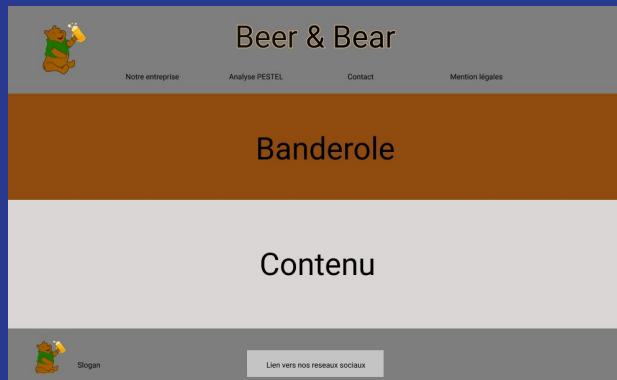 Beer & Bear
Notre entreprise Analyse PESTEL Contact Mention légales
Banderole
Contenu
Slogan Lien vers nos reseaux sociaux